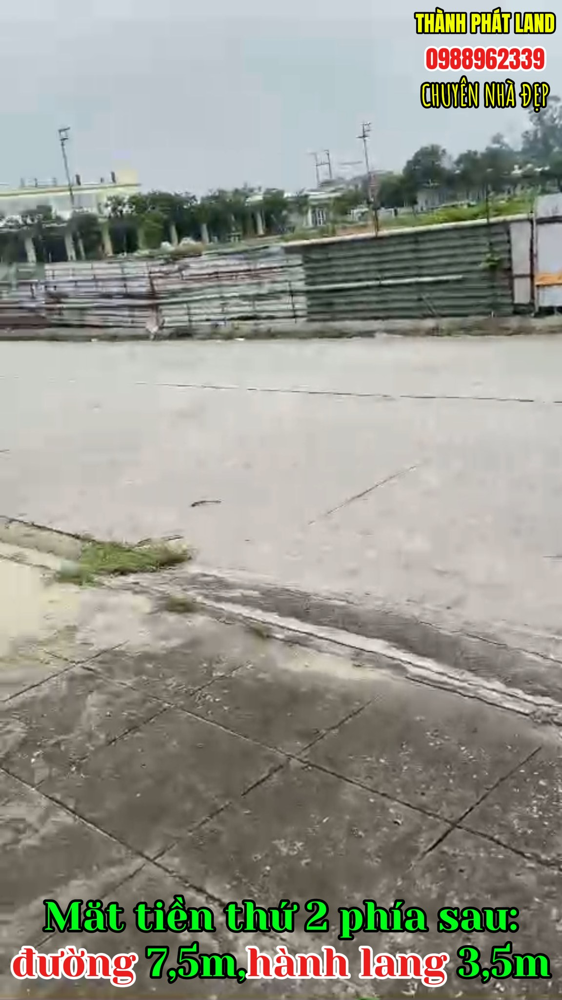 THÀNH PHÁT LAND
0988962339
CHUYÊN NHÀ ĐẸP
Mät tiền thứ 2 phía sau:
đường 7,5m,hành lang 3,5m